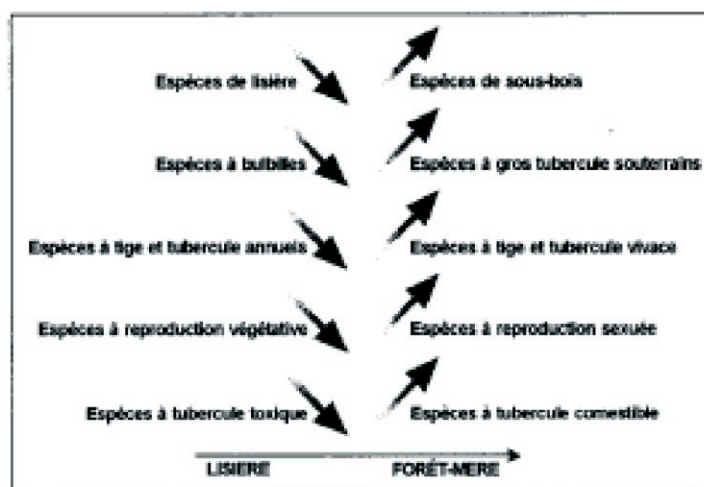 Espèces de lisière
Espèces de sous-bois
Espèces à bulbilles
Espèces à gros tubercule souterrains
Espèces à tige et tubercule annuels
Espèces à tige et tubercule vivace
Espèces à reproduction végétative
Espèces à reproduction sexuée
Espèces à tubercule toxique
Espèces à tubercule comestible
LISIERE
FORÊT-MERE